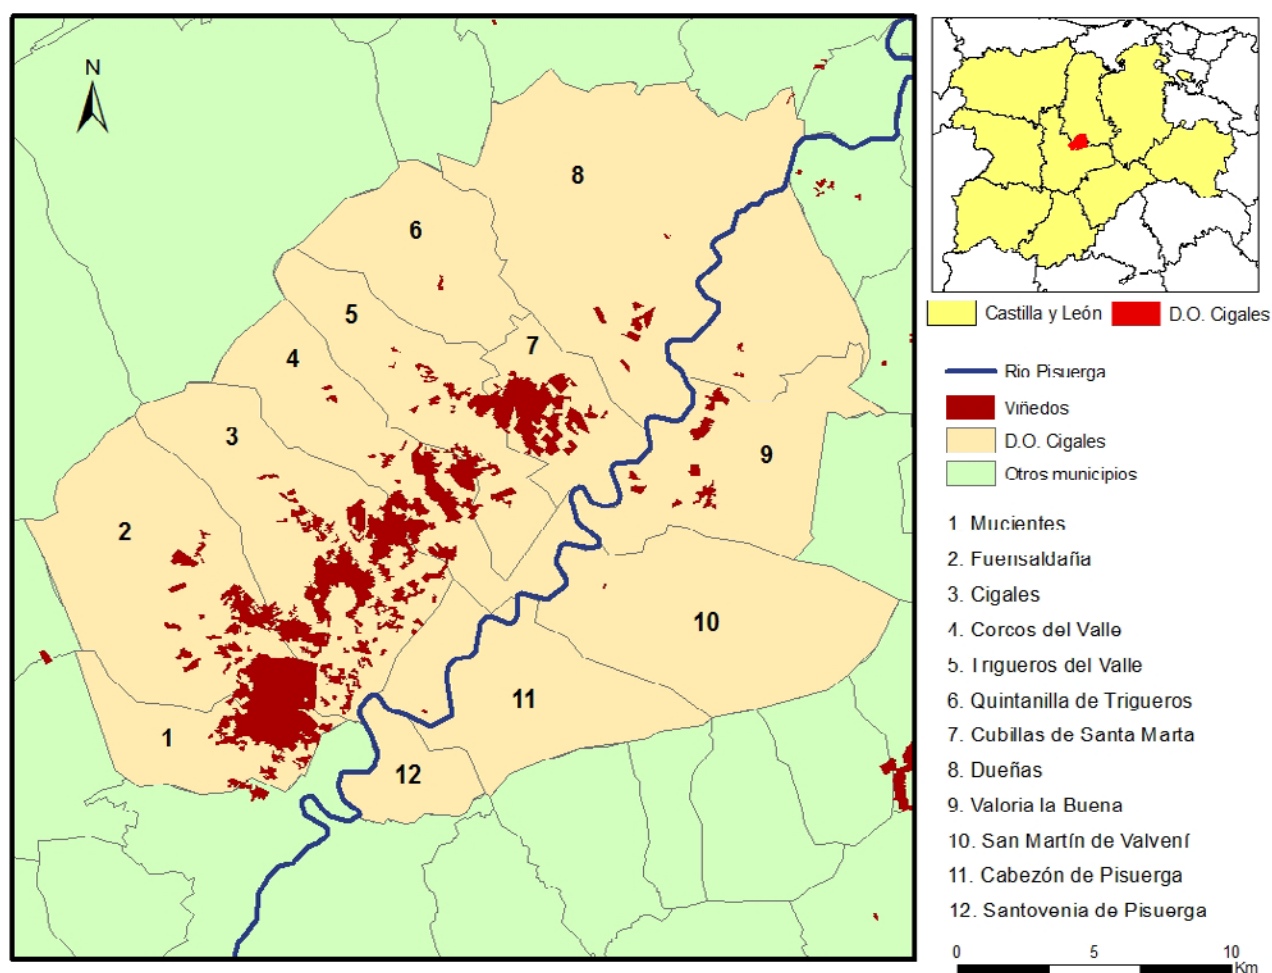 N
8
6
5
7
4
3
9
2
10
11
1
12
Castilla y León
D.O. Cigales
Rio Pisuerga
Viñedos
D.O. Cigales
Otros municipios
1 Mucientes
2. Fuensaldaña
3. Cigales
4. Corcos del Valle
5. Trigueros del Valle
6. Quintanilla de Trigueros
7. Cubillas de Santa Marta
8. Dueñas
9. Valoria la Buena
10. San Martín de Valvení
11. Cabezón de Pisuerga
12. Santovenia de Pisuerga
0 5 10
Km